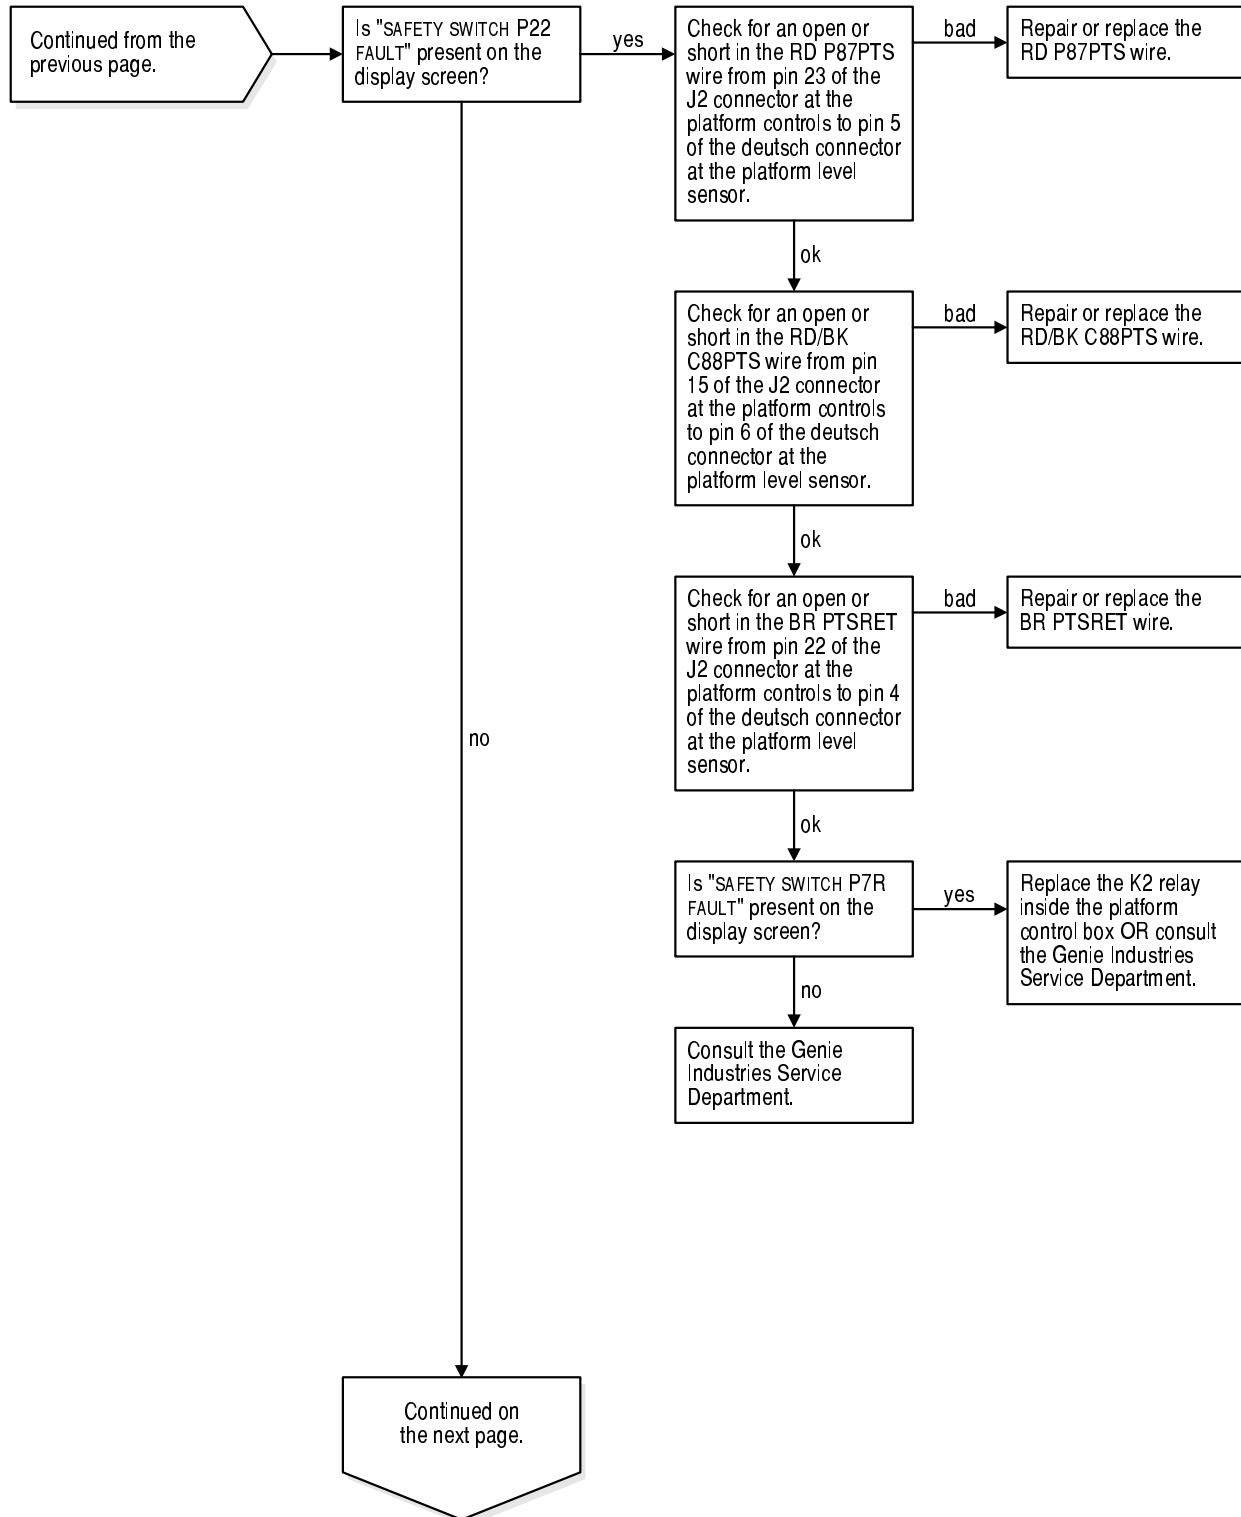 Continued from the
previous page.
Is "SAFETY SWITCH P22
FAULT" present on the
display screen?
yes
Check for an open or
short in the RD P87PTS
wire from pin 23 of the
J2 connector at the
platform controls to pin 5
of the deutsch connector
at the platform level
sensor.
bad
Repair or replace the
RD P87PTS wire.
ok
Check for an open or
short in the RD/BK
C88PTS wire from pin
15 of the J2 connector
at the platform controls
to pin 6 of the deutsch
connector at the
platform level sensor.
bad
Repair or replace the
RD/BK C88PTS wire.
ok
Check for an open or
short in the BR PTSRET
wire from pin 22 of the
J2 connector at the
platform controls to pin 4
of the deutsch connector
at the platform level
sensor.
bad
Repair or replace the
BR PTSRET wire.
no
ok
Is "SAFETY SWITCH P7R
FAULT" present on the
display screen?
yes
Replace the K2 relay
inside the platform
control box OR consult
the Genie Industries
Service Department.
no
Consult the Genie
Industries Service
Department.
Continued on
the next page.